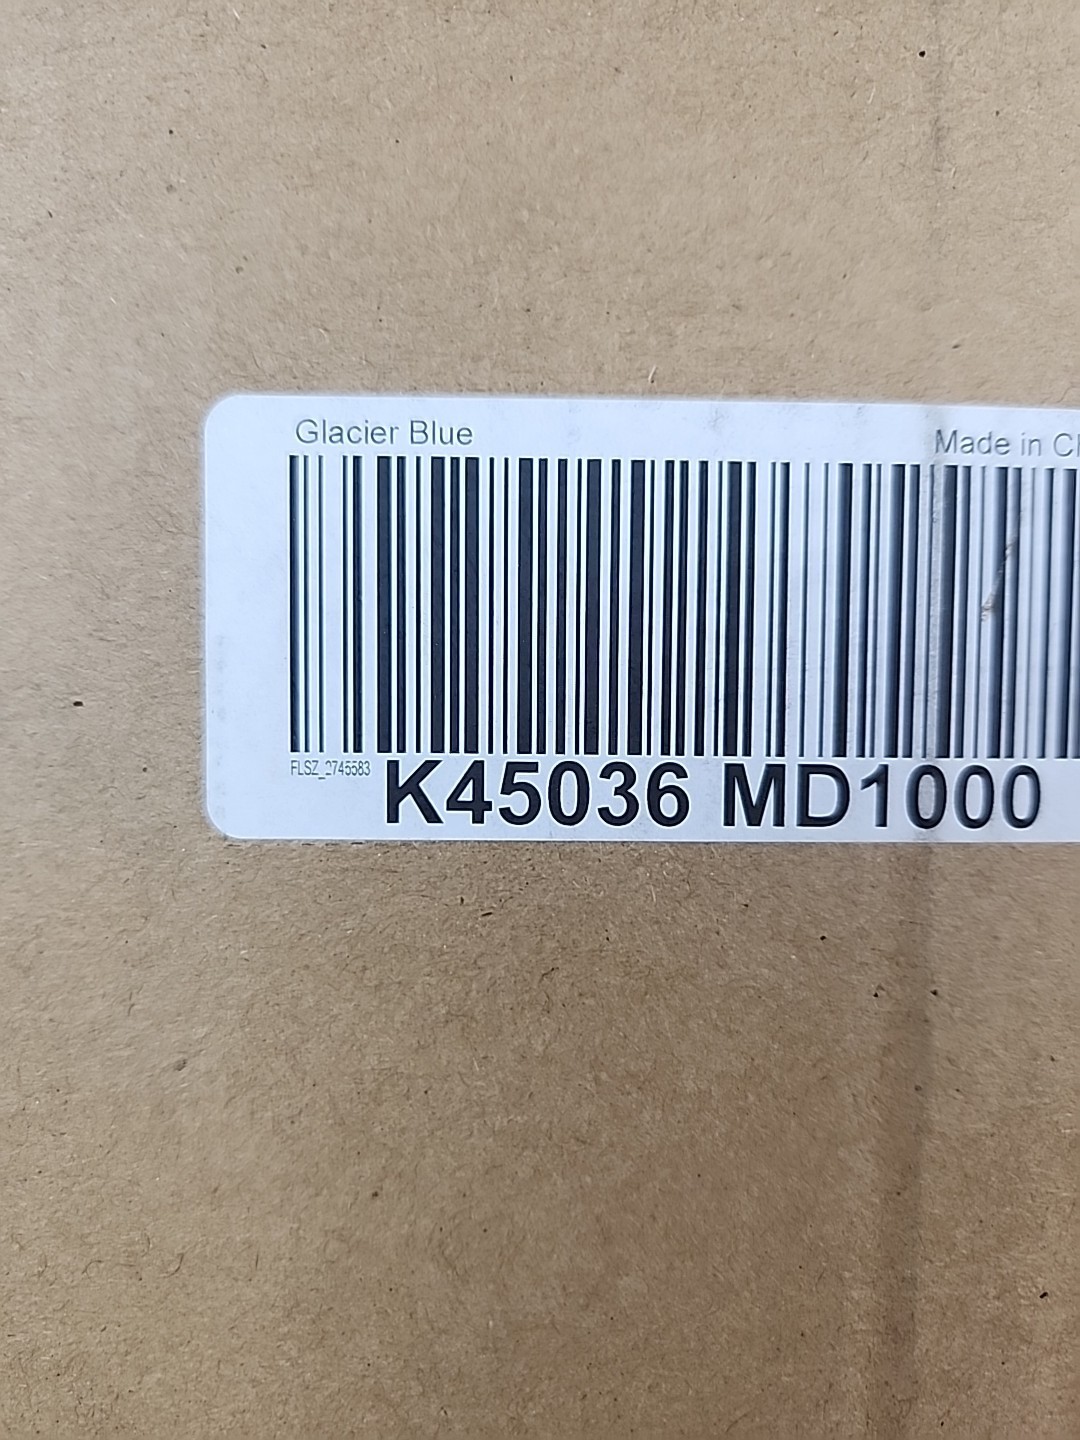 Glacier Blue Made in
FLSZ_2745583
K45036 MD1000